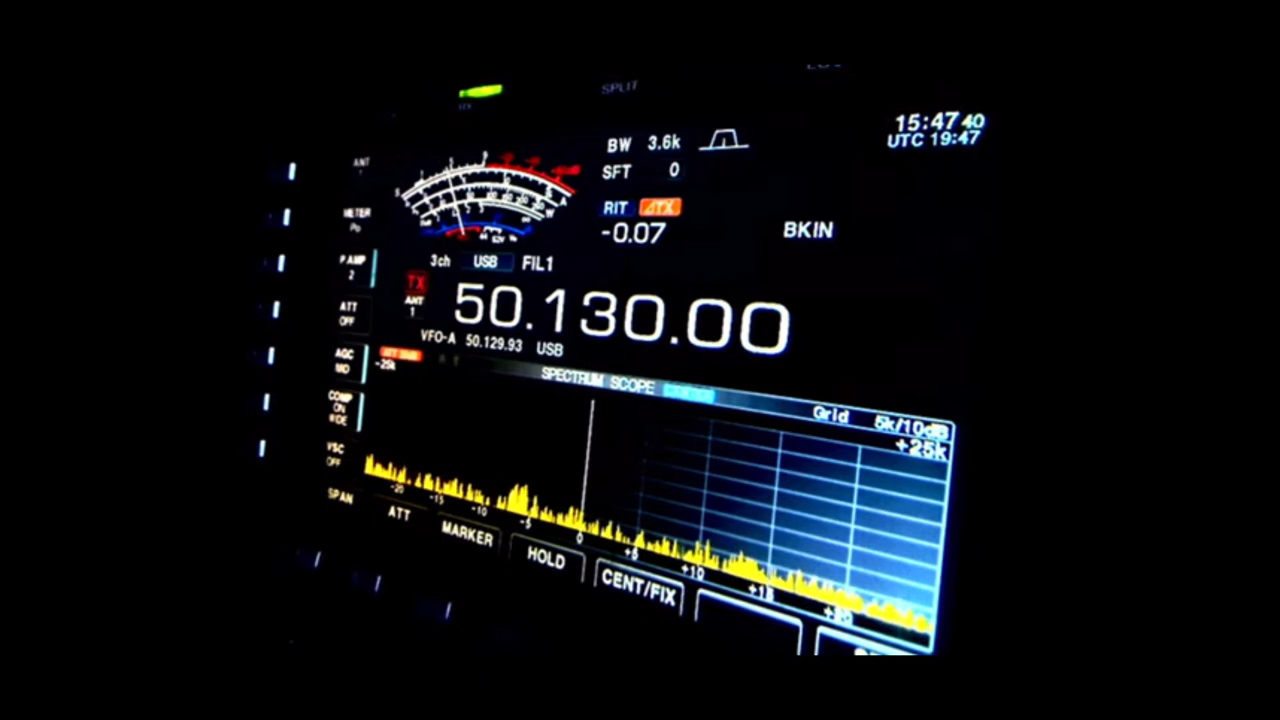 SPLIT
15:47 40
UTC 19:47
BW 3.6k
SFT 0
ANT
RIT ΔTX
-0.07
BKIN
METER
Po
P.AMP
2
3ch USB FIL1
TX
ANT
1
50.130.00
VFO-A 50.129.93 USB
ATT
OFF
AGC
MID
-25k
SPECTRUM SCOPE
Grid 5k/10dB
+25k
COMP
ON
WIDE
VSC
OFF
-20 -15 -10 -5 0 +5 +10 +15 +20
SPAN
ATT
MARKER
HOLD
CENT/FIX